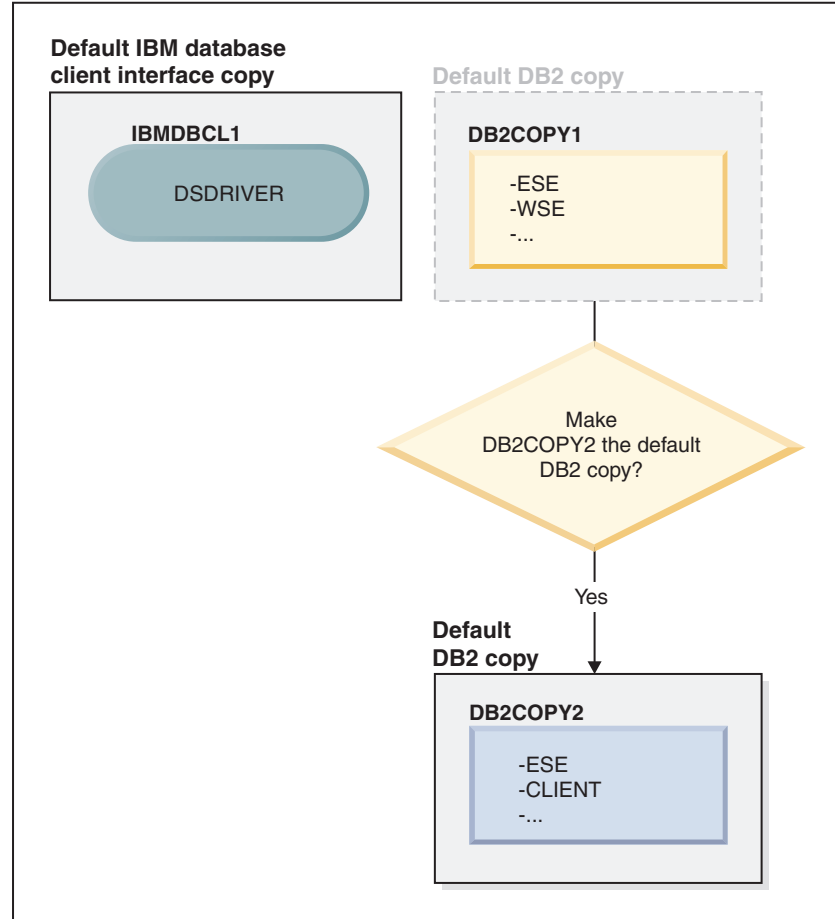 Default IBM database
client interface copy
IBMDBCL1
DSDRIVER
Default DB2 copy
DB2COPY1
-ESE
-WSE
-...
Make
DB2COPY2 the default
DB2 copy?
Yes
Default
DB2 copy
DB2COPY2
-ESE
-CLIENT
-...